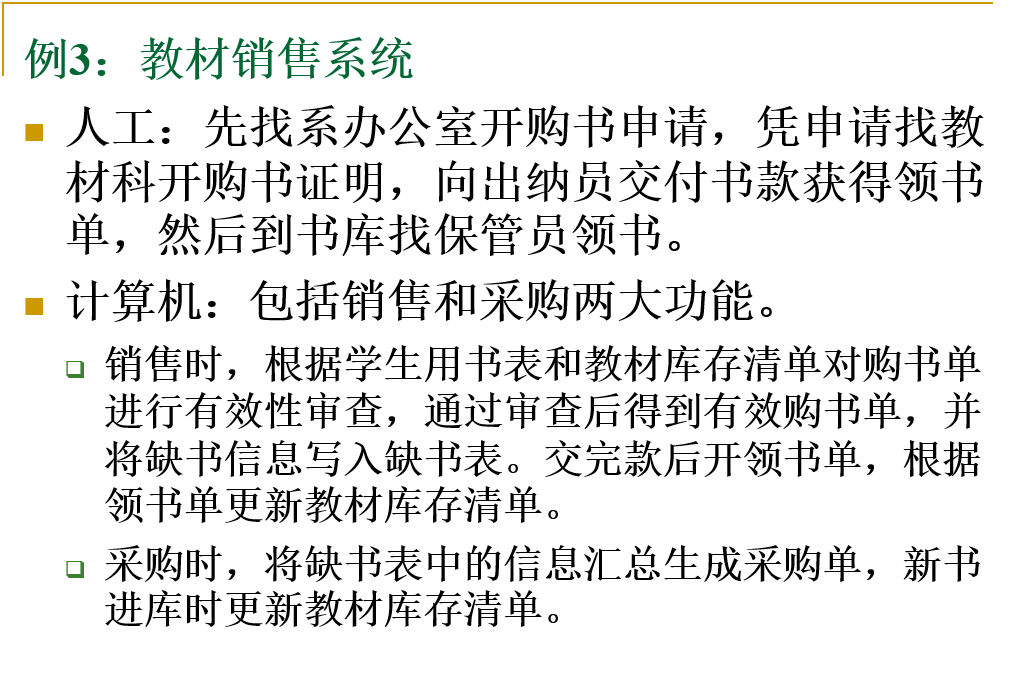 例3：教材销售系统
人工：先找系办公室开购书申请，凭申请找教
材科开购书证明，向出纳员交付书款获得领书
单，然后到书库找保管员领书。
计算机：包括销售和采购两大功能。
销售时，根据学生用书表和教材库存清单对购书单
进行有效性审查，通过审查后得到有效购书单，并
将缺书信息写入缺书表。交完款后开领书单，根据
领书单更新教材库存清单。
采购时，将缺书表中的信息汇总生成采购单，新书
进库时更新教材库存清单。